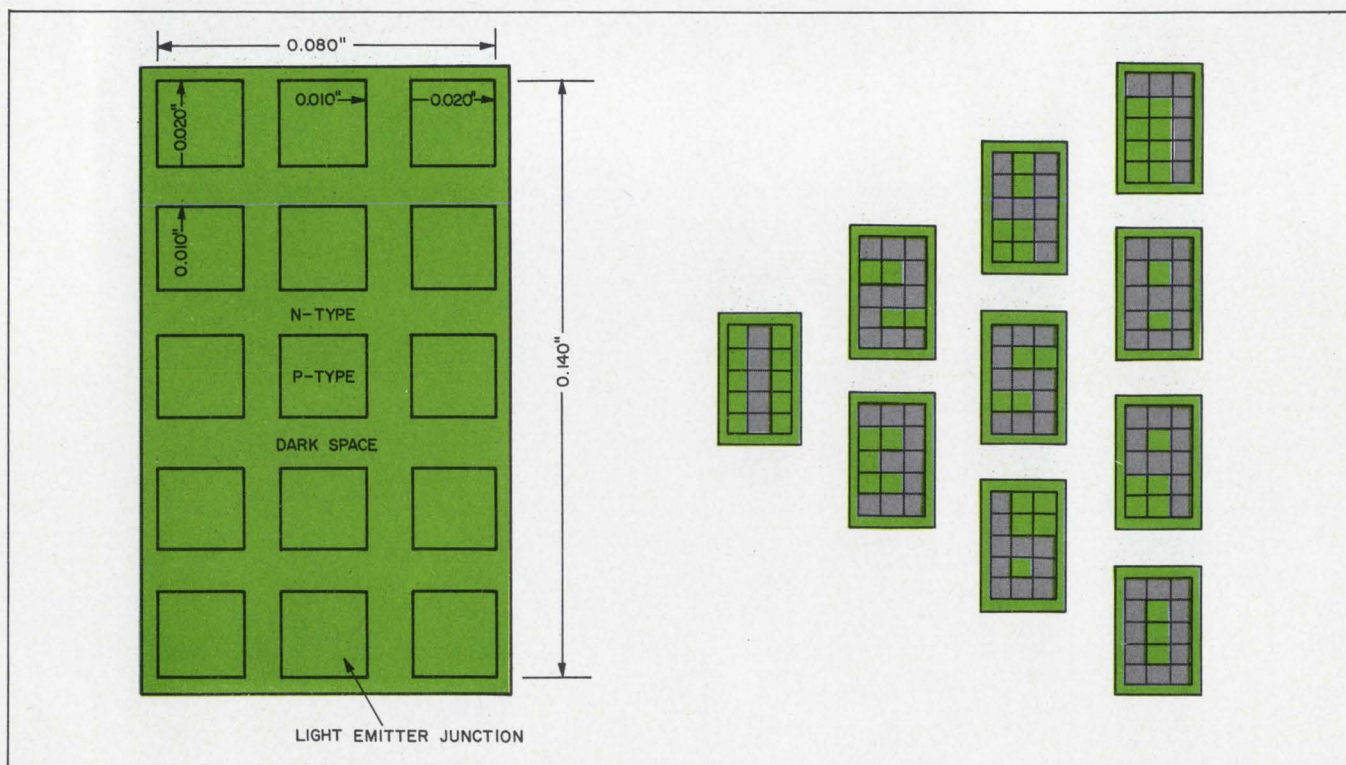 0.080"
0.020"
0.010"
0.020"
0.010"
N-TYPE
P-TYPE
0.140"
DARK SPACE
LIGHT EMITTER JUNCTION